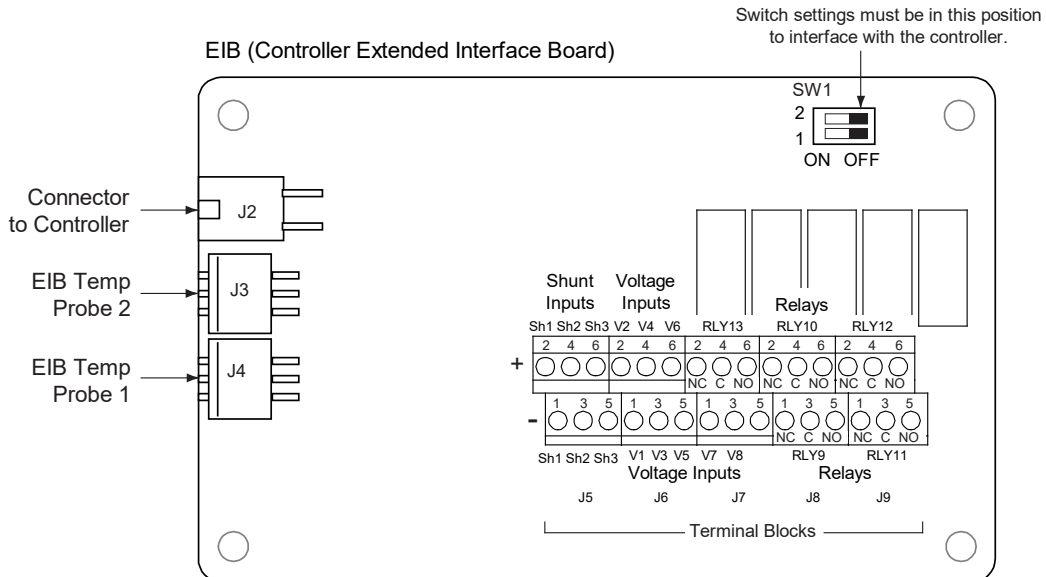 Switch settings must be in this position
to interface with the controller.
EIB (Controller Extended Interface Board)
SW1
2
1
ON OFF
Connector
to Controller
J2
EIB Temp
Probe 2
J3
EIB Temp
Probe 1
J4
Shunt
Inputs
Voltage
Inputs
Relays
Sh1 Sh2 Sh3 V2 V4 V6 RLY13 RLY10 RLY12
2 4 6 2 4 6 2 4 6 2 4 6 2 4 6
+
NC C NO NC C NO NC C NO
1 3 5 1 3 5 1 3 5 1 3 5 1 3 5
-
NC C NO NC C NO
Sh1 Sh2 Sh3 V1 V3 V5 V7 V8 RLY9 RLY11
Voltage Inputs Relays
J5 J6 J7 J8 J9
Terminal Blocks